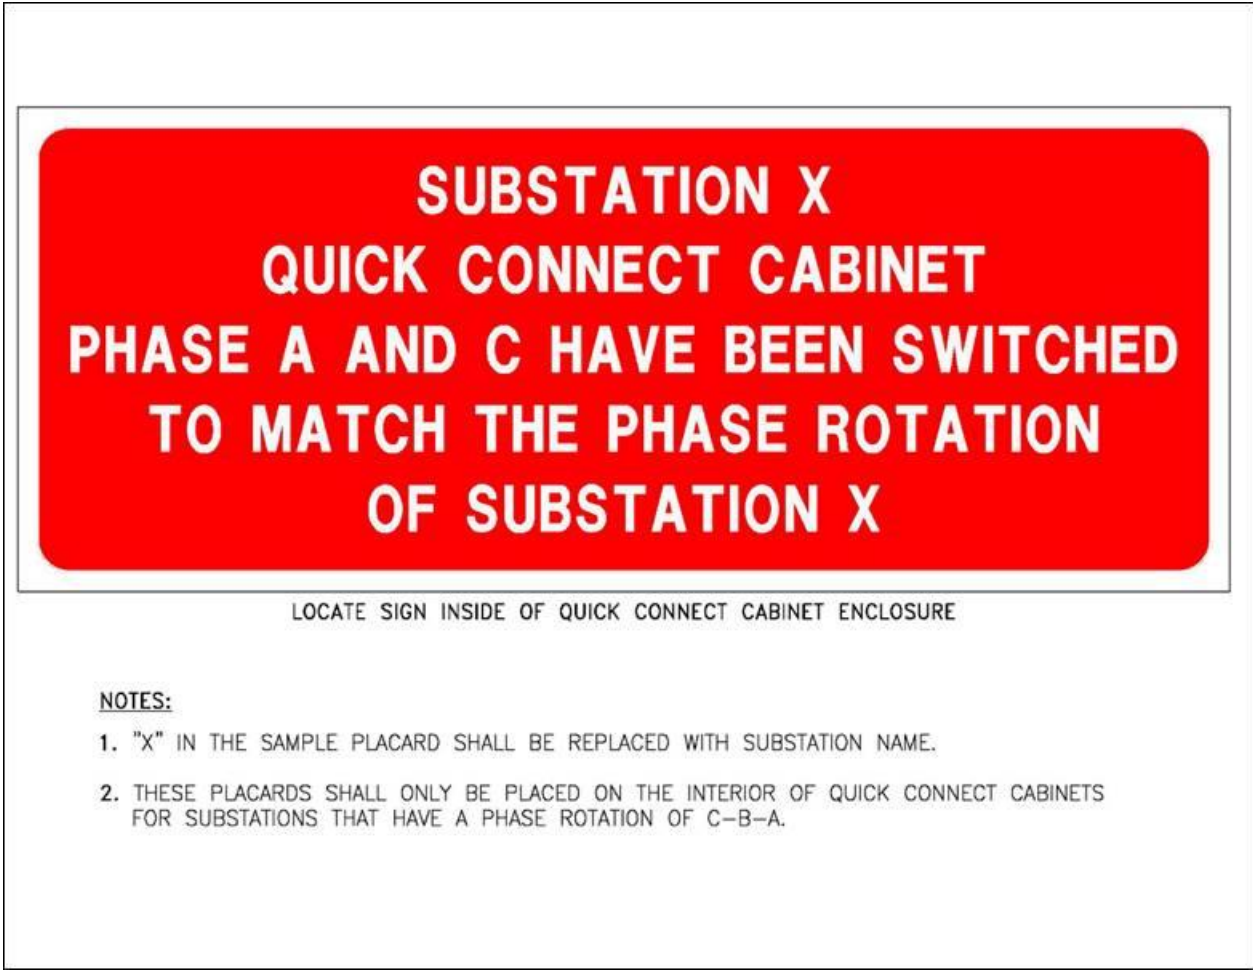 SUBSTATION X
QUICK CONNECT CABINET
PHASE A AND C HAVE BEEN SWITCHED
TO MATCH THE PHASE ROTATION
OF SUBSTATION X
LOCATE SIGN INSIDE OF QUICK CONNECT CABINET ENCLOSURE
NOTES:
1. "X" IN THE SAMPLE PLACARD SHALL BE REPLACED WITH SUBSTATION NAME.
2. THESE PLACARDS SHALL ONLY BE PLACED ON THE INTERIOR OF QUICK CONNECT CABINETS
FOR SUBSTATIONS THAT HAVE A PHASE ROTATION OF C-B-A.